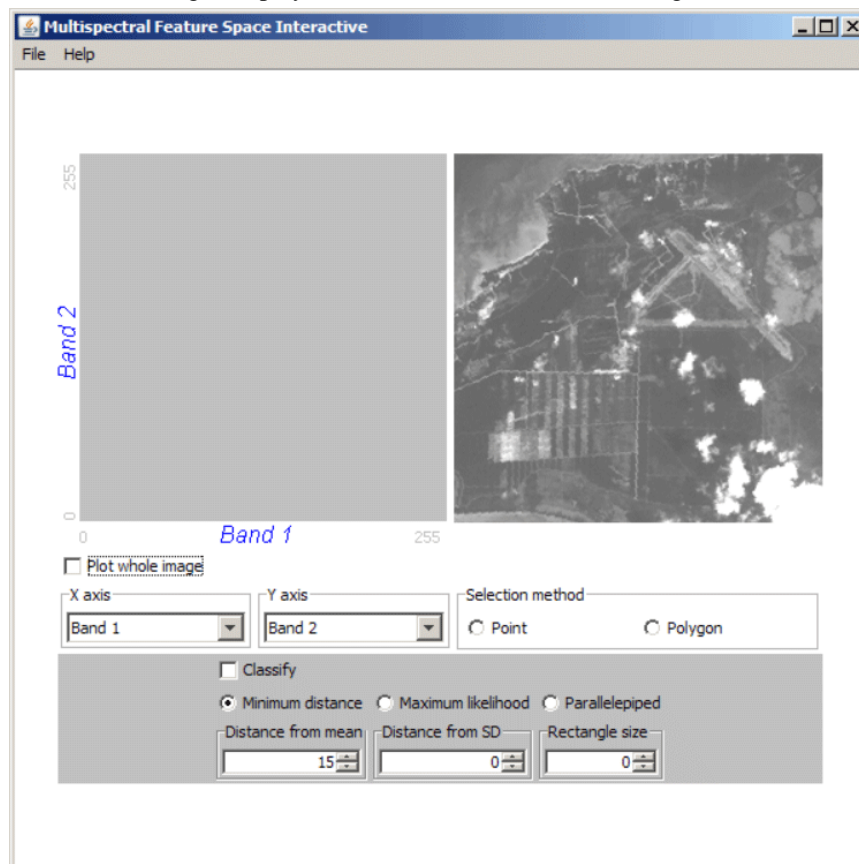 Multispectral Feature Space Interactive
File Help
255
Band 2
0
0 Band 1 255
Plot whole image
X axis Y axis Selection method
Band 1 Band 2 Point Polygon
Classify
Minimum distance Maximum likelihood Parallelepiped
Distance from mean Distance from SD Rectangle size
15 0 0